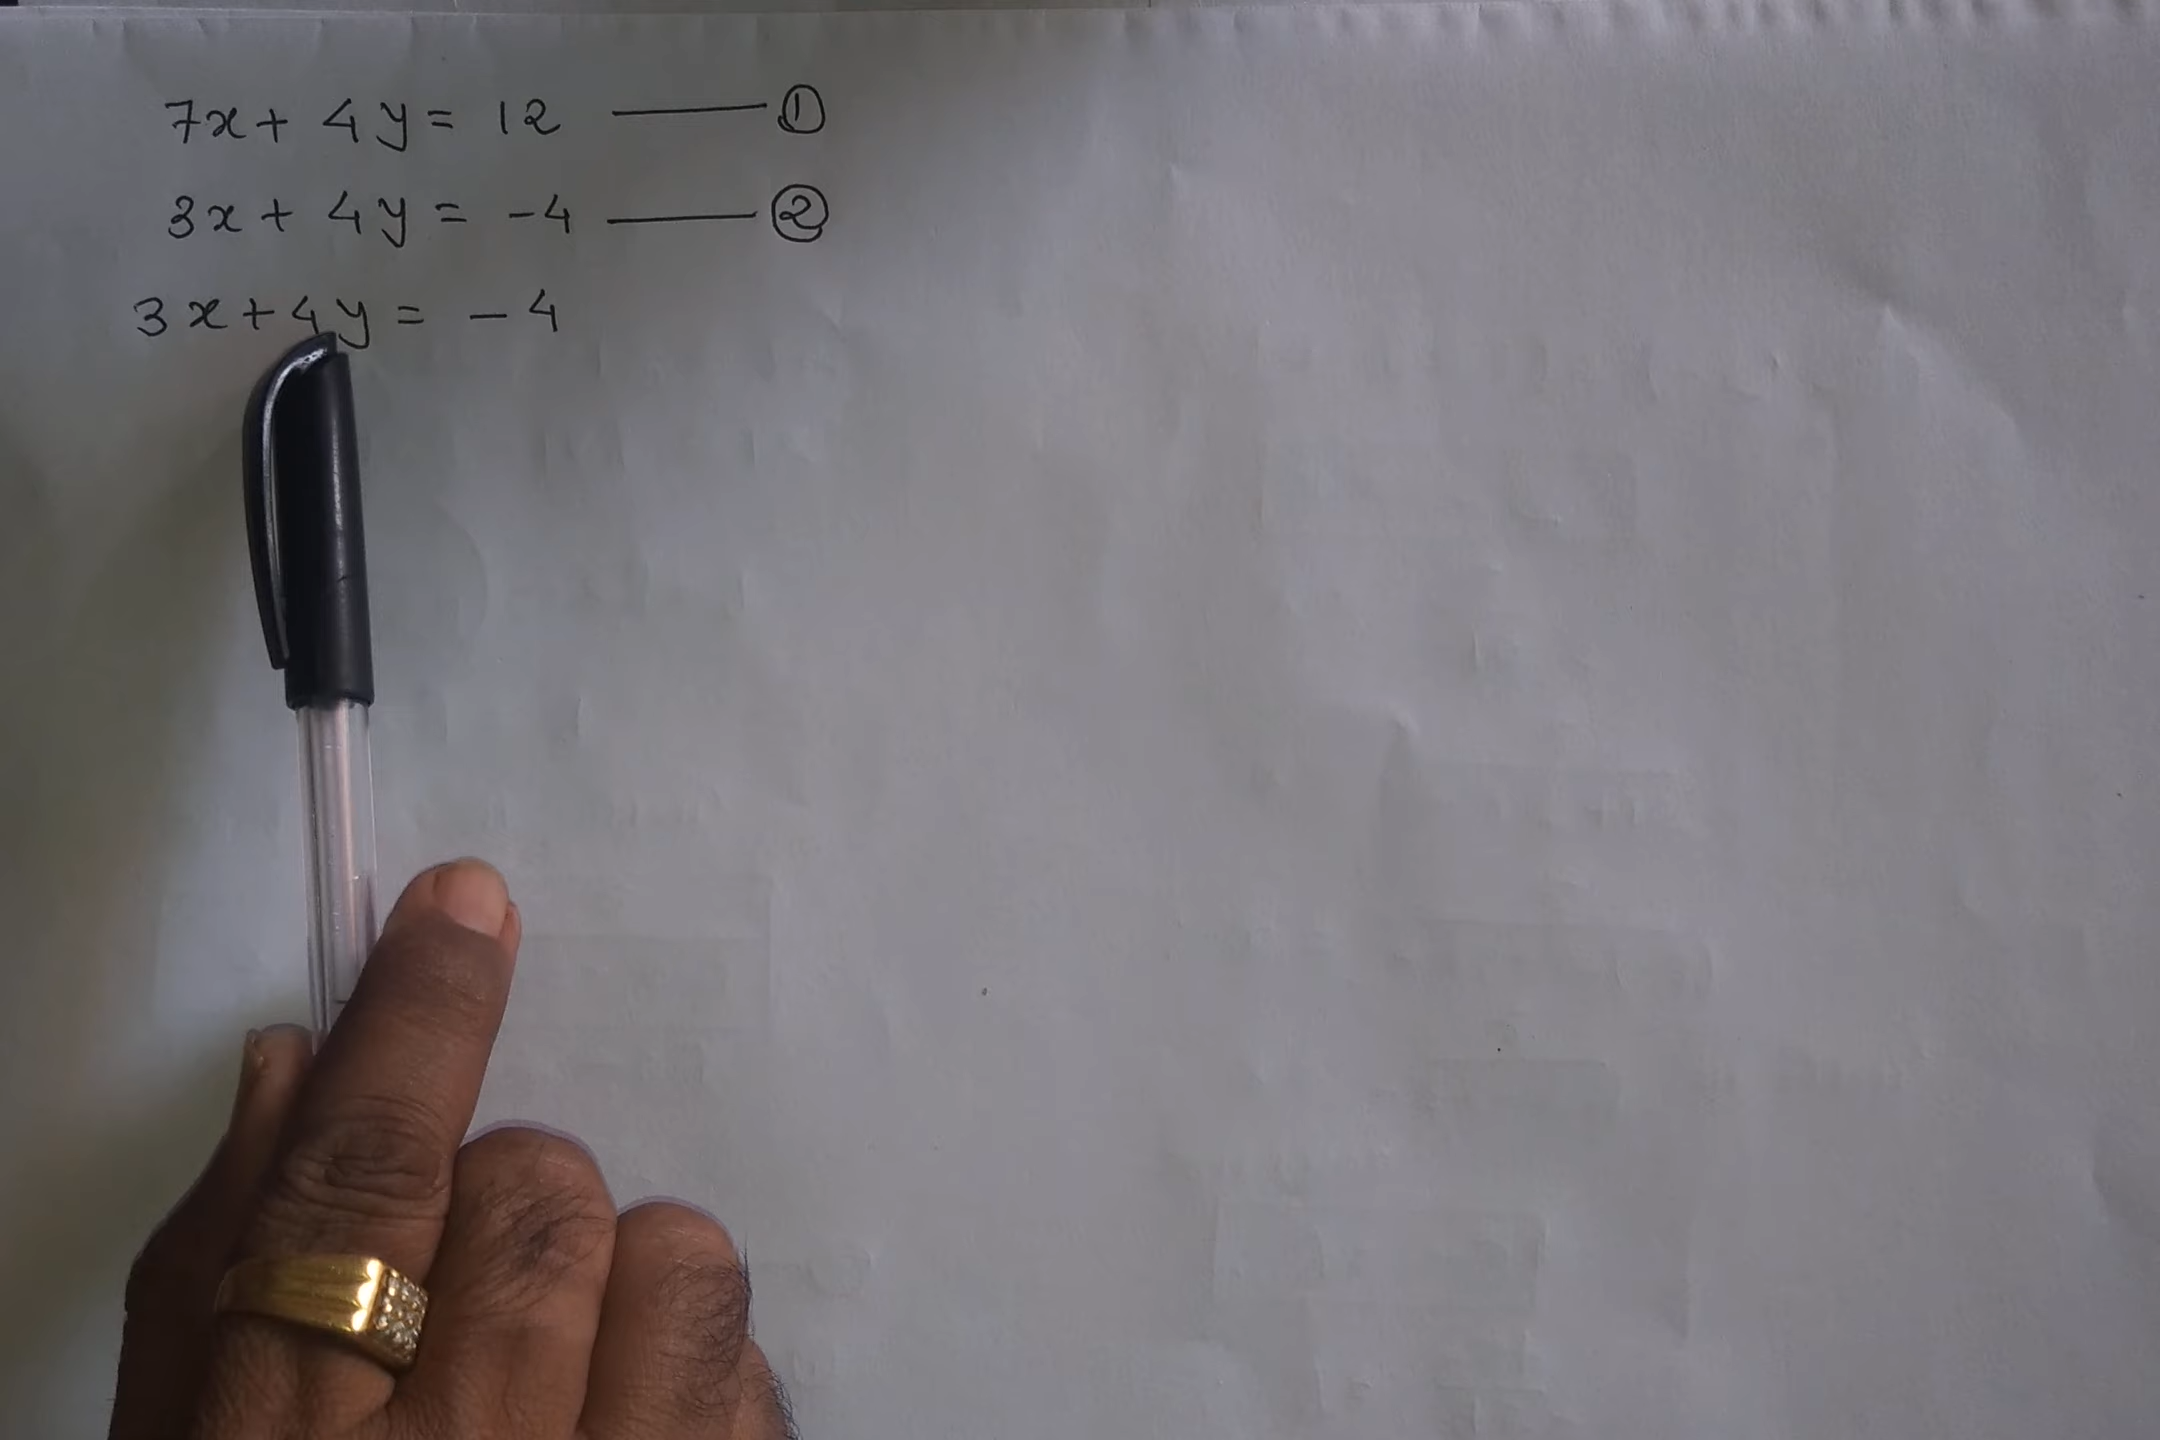 7x + 4y = 12 —— ①
3x + 4y = -4 —— ②
3x + 4y = -4